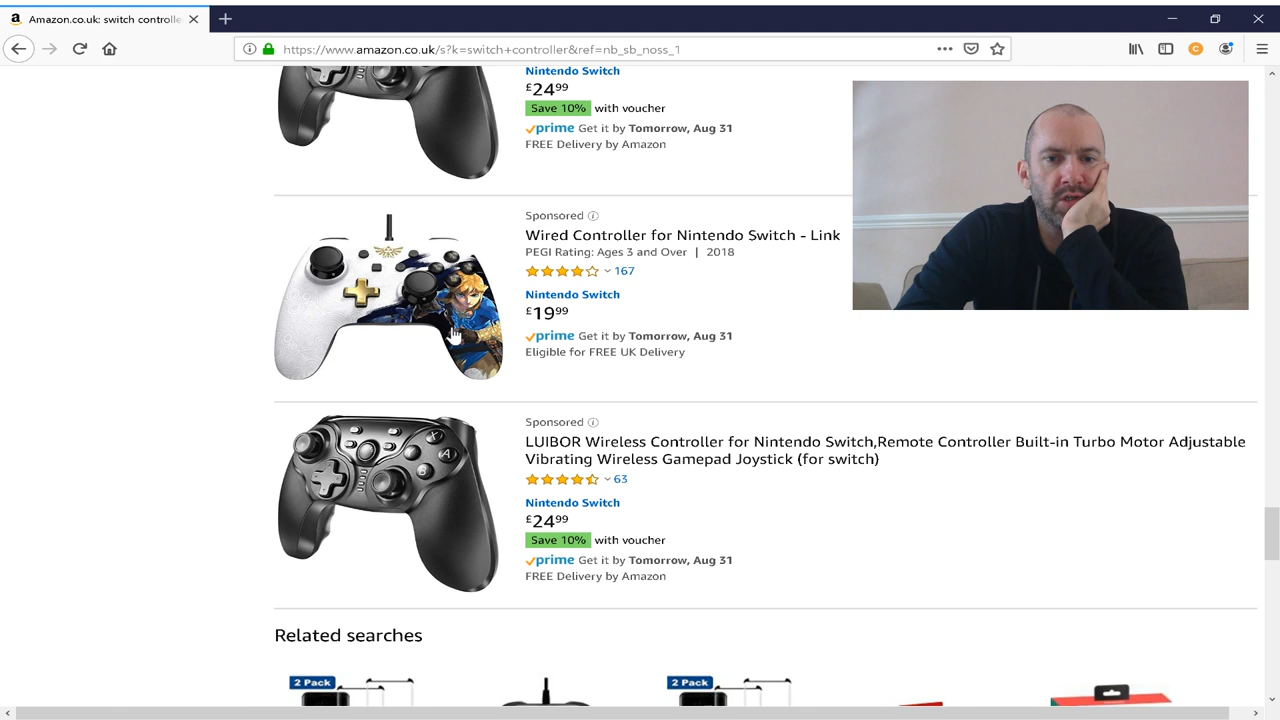 Amazon.co.uk: switch controlle
https://www.amazon.co.uk/s?k=switch+controller&ref=nb_sb_noss_1
C
Nintendo Switch
£24.99
Save 10% with voucher
prime Get it by Tomorrow, Aug 31
FREE Delivery by Amazon
Sponsored
Wired Controller for Nintendo Switch - Link
PEGI Rating: Ages 3 and Over | 2018
167
Nintendo Switch
£19.99
prime Get it by Tomorrow, Aug 31
Eligible for FREE UK Delivery
Sponsored
LUIBOR Wireless Controller for Nintendo Switch,Remote Controller Built-in Turbo Motor Adjustable
Vibrating Wireless Gamepad Joystick (for switch)
63
Nintendo Switch
£24.99
Save 10% with voucher
prime Get it by Tomorrow, Aug 31
FREE Delivery by Amazon
X
A
B
Related searches
2 Pack
2 Pack